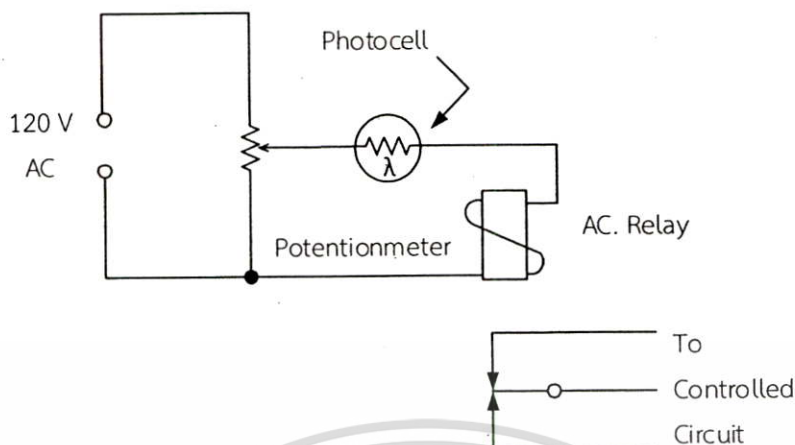 Photocell
120 V
AC
λ
Potentionmeter
AC. Relay
To
Controlled
Circuit